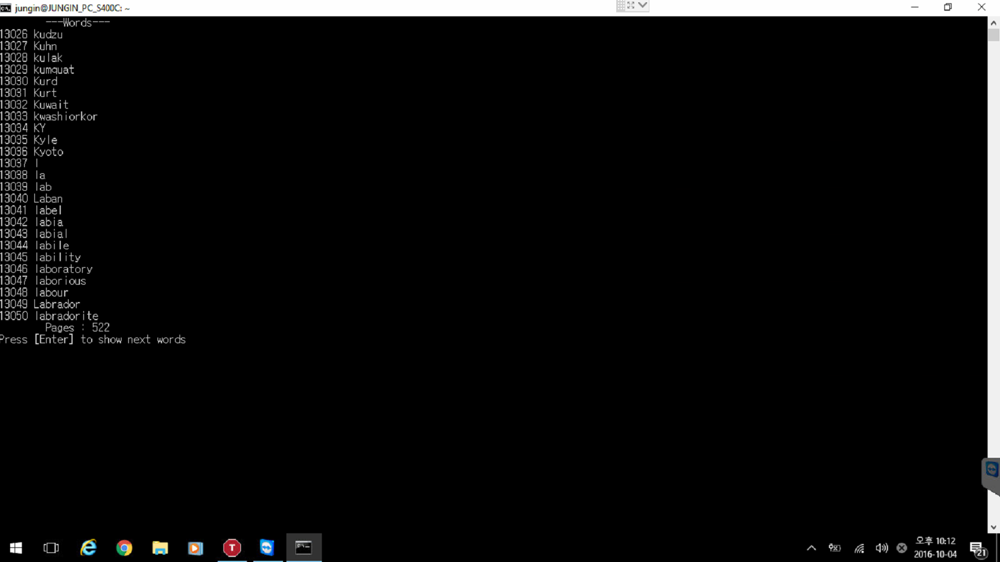 jungin@JUNGIN_PC_S400C: ~
---Words---
13026 kudzu
13027 Kuhn
13028 kulak
13029 kumquat
13030 Kurd
13031 Kurt
13032 Kuwait
13033 kwashiorkor
13034 KY
13035 Kyle
13036 Kyoto
13037 l
13038 la
13039 lab
13040 Laban
13041 label
13042 labia
13043 labial
13044 labile
13045 lability
13046 laboratory
13047 laborious
13048 labour
13049 Labrador
13050 labradorite
Pages : 522
Press [Enter] to show next words
T
오후 10:12
2016-10-04
21